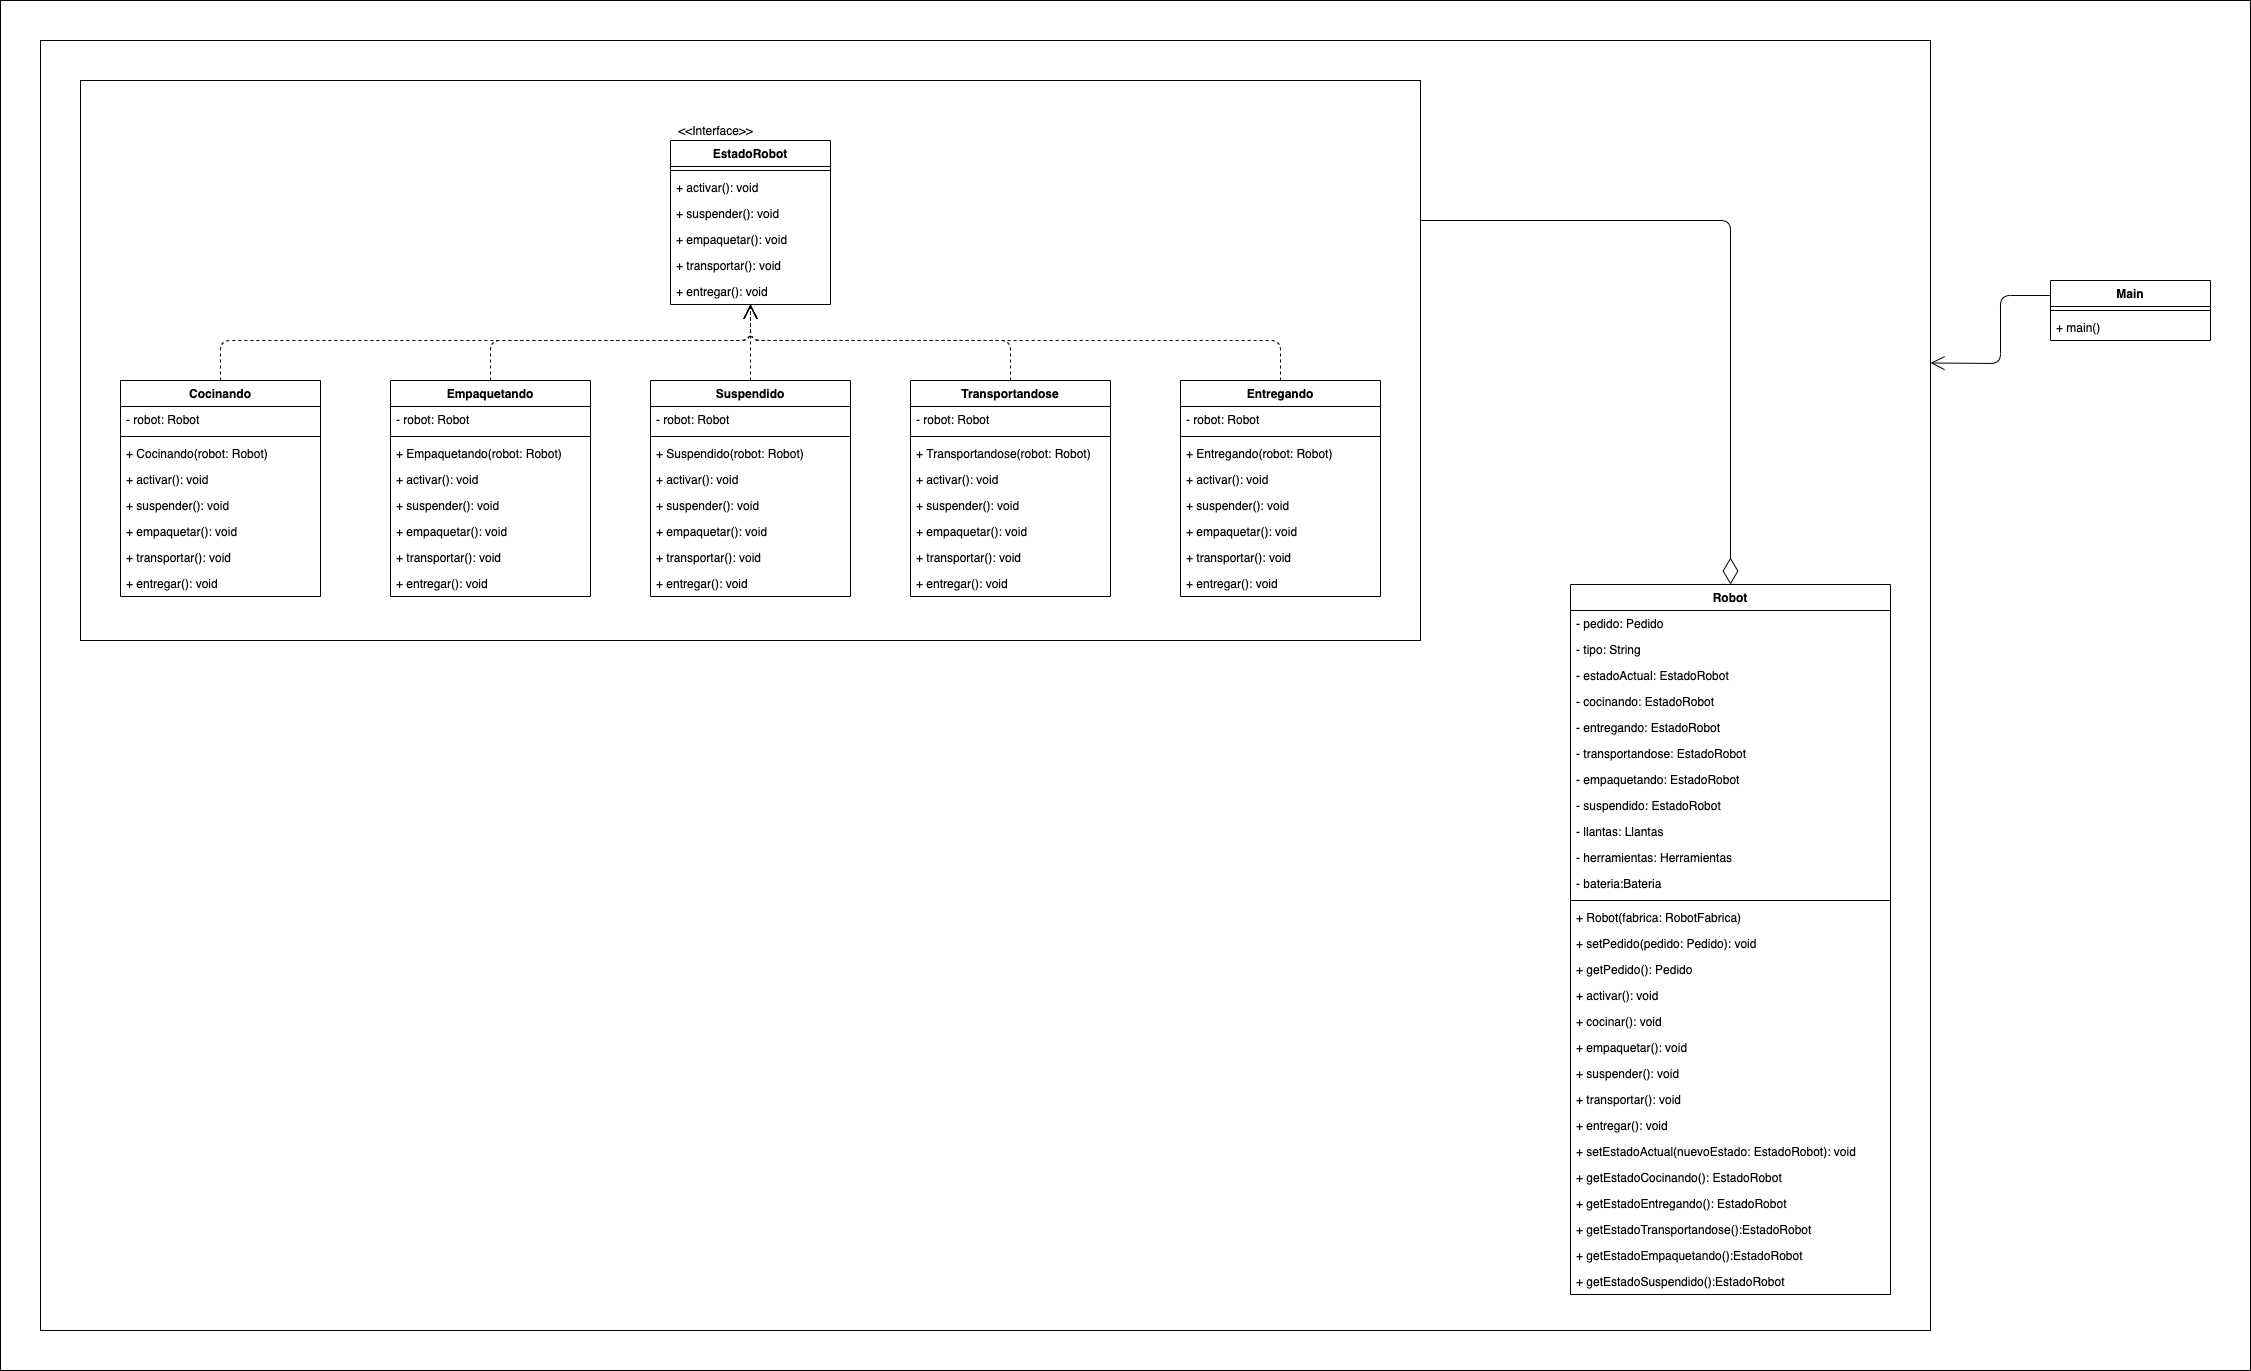 <<Interface>>
EstadoRobot
+ activar(): void
+ suspender(): void
+ empaquetar(): void
+ transportar(): void
+ entregar(): void
Main
+ main()
Cocinando
- robot: Robot
+ Cocinando(robot: Robot)
+ activar(): void
+ suspender(): void
+ empaquetar(): void
+ transportar(): void
+ entregar(): void
Empaquetando
- robot: Robot
+ Empaquetando(robot: Robot)
+ activar(): void
+ suspender(): void
+ empaquetar(): void
+ transportar(): void
+ entregar(): void
Suspendido
- robot: Robot
+ Suspendido(robot: Robot)
+ activar(): void
+ suspender(): void
+ empaquetar(): void
+ transportar(): void
+ entregar(): void
Transportandose
- robot: Robot
+ Transportandose(robot: Robot)
+ activar(): void
+ suspender(): void
+ empaquetar(): void
+ transportar(): void
+ entregar(): void
Entregando
- robot: Robot
+ Entregando(robot: Robot)
+ activar(): void
+ suspender(): void
+ empaquetar(): void
+ transportar(): void
+ entregar(): void
Robot
- pedido: Pedido
- tipo: String
- estadoActual: EstadoRobot
- cocinando: EstadoRobot
- entregando: EstadoRobot
- transportandose: EstadoRobot
- empaquetando: EstadoRobot
- suspendido: EstadoRobot
- llantas: Llantas
- herramientas: Herramientas
- bateria:Bateria
+ Robot(fabrica: RobotFabrica)
+ setPedido(pedido: Pedido): void
+ getPedido(): Pedido
+ activar(): void
+ cocinar(): void
+ empaquetar(): void
+ suspender(): void
+ transportar(): void
+ entregar(): void
+ setEstadoActual(nuevoEstado: EstadoRobot): void
+ getEstadoCocinando(): EstadoRobot
+ getEstadoEntregando(): EstadoRobot
+ getEstadoTransportandose():EstadoRobot
+ getEstadoEmpaquetando():EstadoRobot
+ getEstadoSuspendido():EstadoRobot